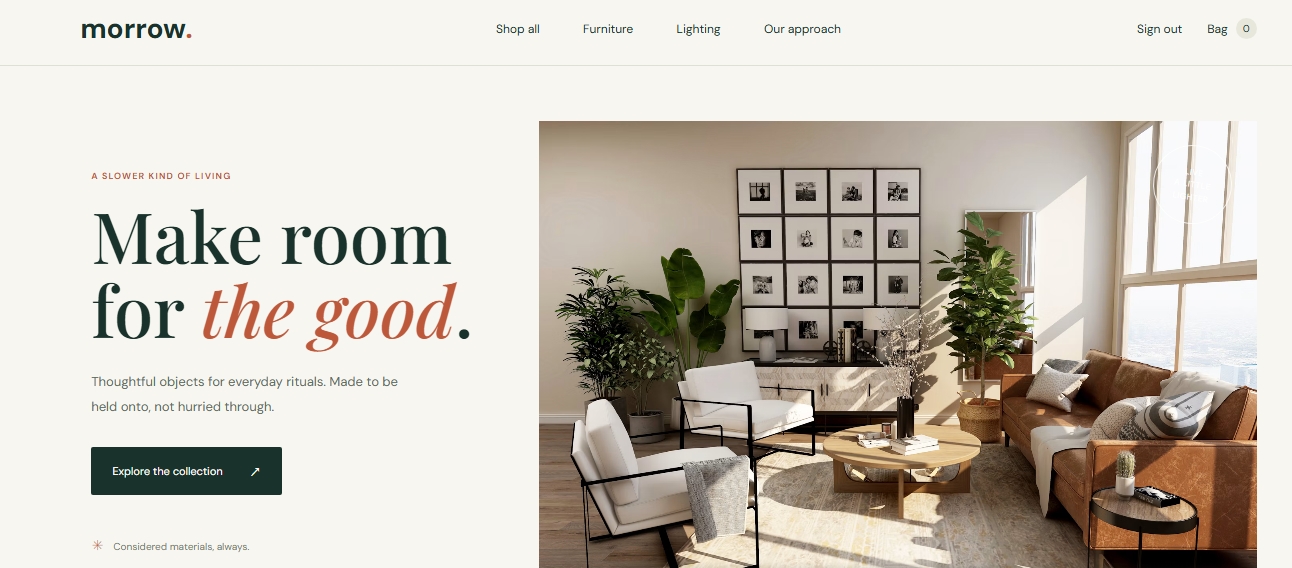 morrow.
Shop all
Furniture
Lighting
Our approach
Sign out
Bag 0
A SLOWER KIND OF LIVING
Make room
for the good.
Thoughtful objects for everyday rituals. Made to be
held onto, not hurried through.
Explore the collection ↗
✳ Considered materials, always.